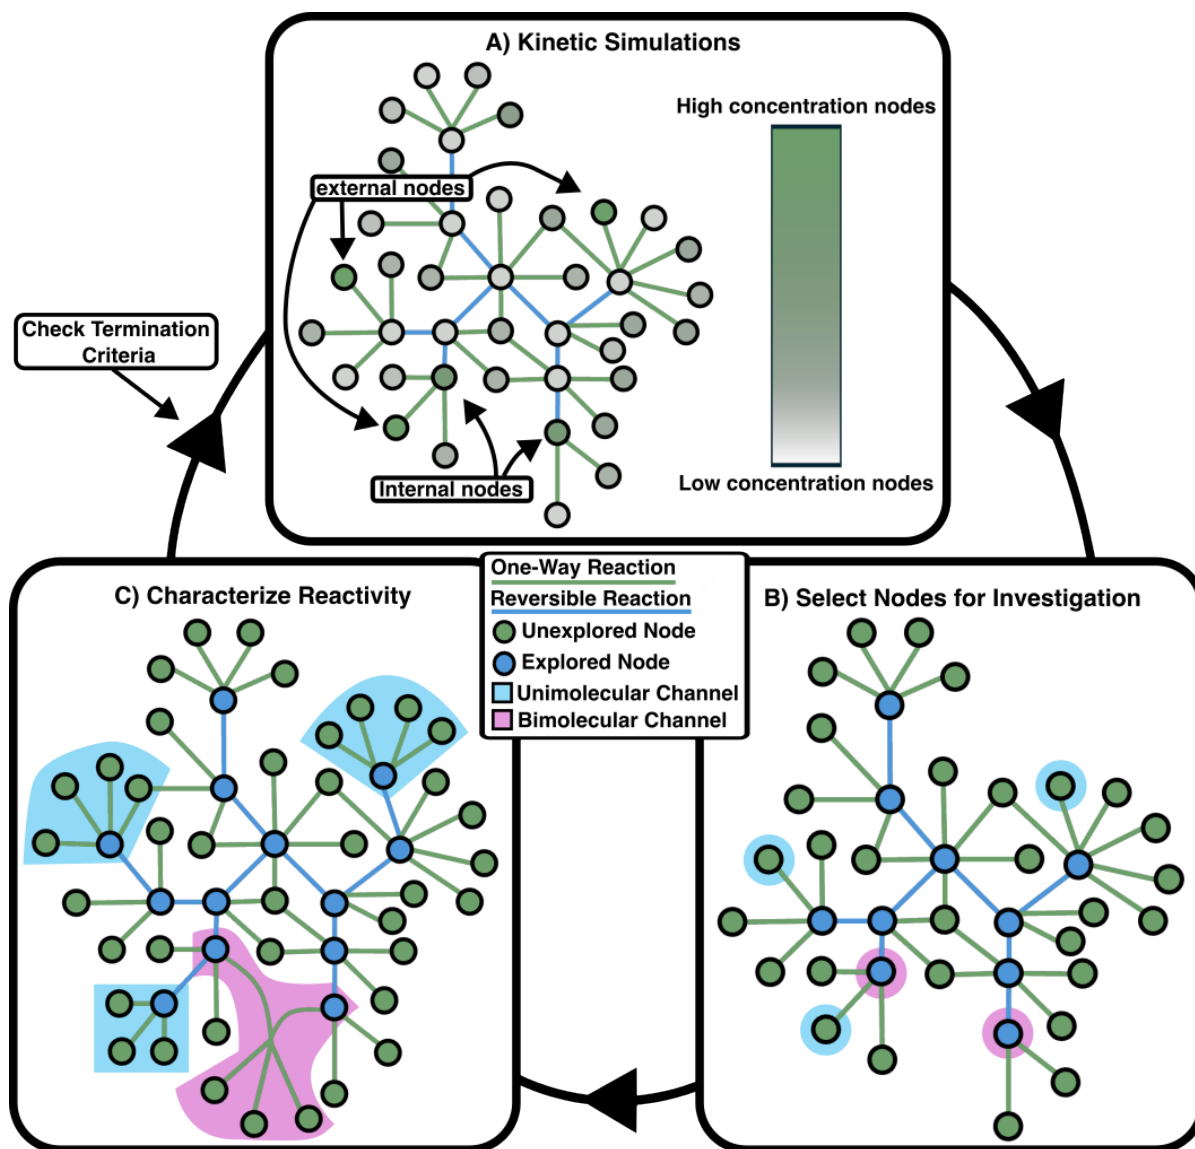 A) Kinetic Simulations
High concentration nodes
external nodes
Check Termination
Criteria
Internal nodes
Low concentration nodes
One-Way Reaction
Reversible Reaction
Unexplored Node
Explored Node
Unimolecular Channel
Bimolecular Channel
C) Characterize Reactivity
B) Select Nodes for Investigation